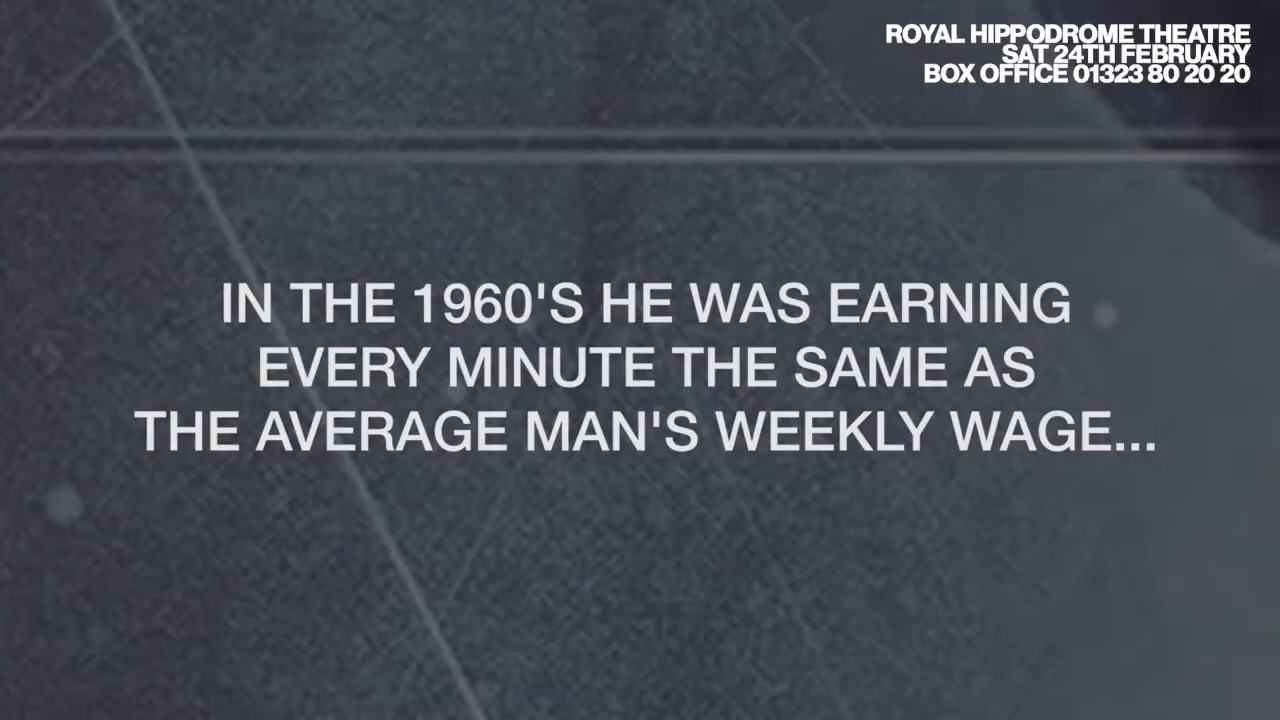 ROYAL HIPPODROME THEATRE
SAT 24TH FEBRUARY
BOX OFFICE 01323 80 20 20
IN THE 1960'S HE WAS EARNING
EVERY MINUTE THE SAME AS
THE AVERAGE MAN'S WEEKLY WAGE...